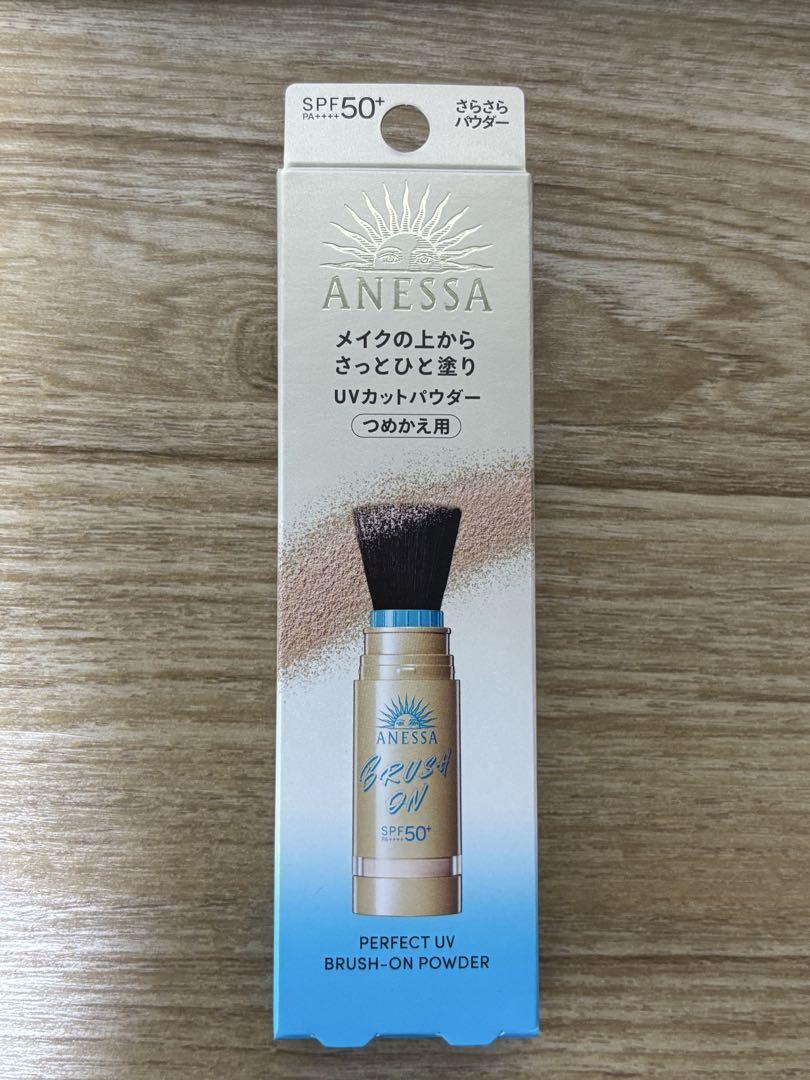 SPF50+
PA++++
さらさら
パウダー
ANESSA
メイクの上から
さっとひと塗り
UVカットパウダー
つめかえ用
ANESSA
BRUSH
ON
SPF50+
PA++++
PERFECT UV
BRUSH-ON POWDER